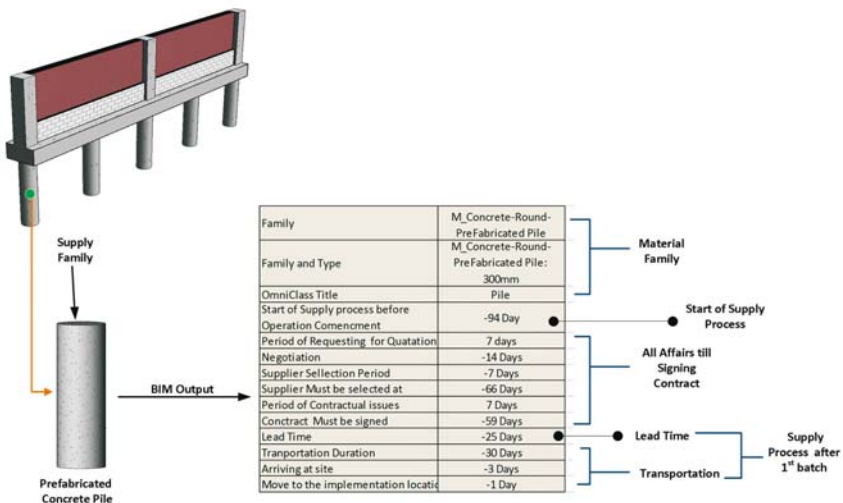 Supply
Family
BIM Output
Prefabricated
Concrete Pile
Family
M_Concrete-Round-
PreFabricated Pile
Family and Type
M_Concrete-Round-
PreFabricated Pile:
300mm
OmniClass Title
Pile
Start of Supply process before
Operation Comencment
-94 Day
Period of Requesting for Quatation
7 days
Negotiation
-14 Days
Supplier Sellection Period
-7 Days
Supplier Must be selected at
-66 Days
Period of Contractual issues
7 Days
Conctract Must be signed
-59 Days
Lead Time
-25 Days
Tranportation Duration
-30 Days
Arriving at site
-3 Days
Move to the implementation locatic
-1 Day
Material
Family
Start of Supply
Process
All Affairs till
Signing
Contract
Lead Time
Transportation
Supply
Process after
1st batch